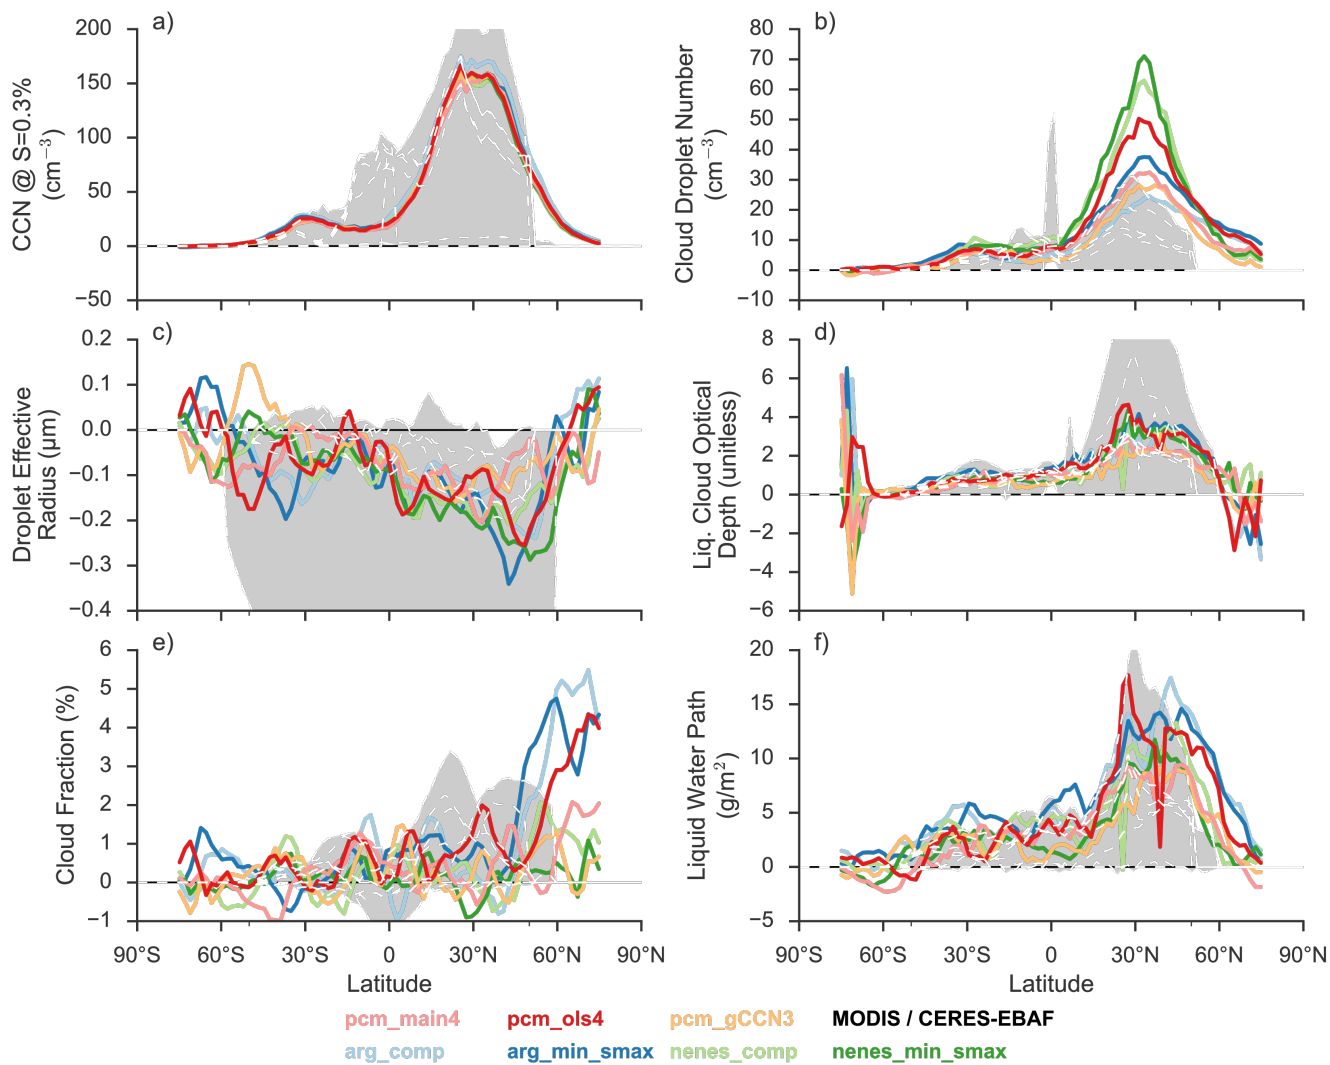 a)
200
150
100
50
0
−50
CCN @ S=0.3%
(cm⁻³)
b)
80
70
60
50
40
30
20
10
0
−10
Cloud Droplet Number
(cm⁻³)
c)
0.2
0.1
0.0
−0.1
−0.2
−0.3
−0.4
Droplet Effective
Radius (μm)
d)
8
6
4
2
0
−2
−4
−6
Liq. Cloud Optical
Depth (unitless)
e)
6
5
4
3
2
1
0
−1
Cloud Fraction (%)
90°S 60°S 30°S 0 30°N 60°N 90°N
Latitude
f)
20
15
10
5
0
−5
Liquid Water Path
(g/m²)
90°S 60°S 30°S 0 30°N 60°N 90°N
Latitude
pcm_main4 pcm_ols4 pcm_gCCN3 MODIS / CERES-EBAF
arg_comp arg_min_smax nenes_comp nenes_min_smax